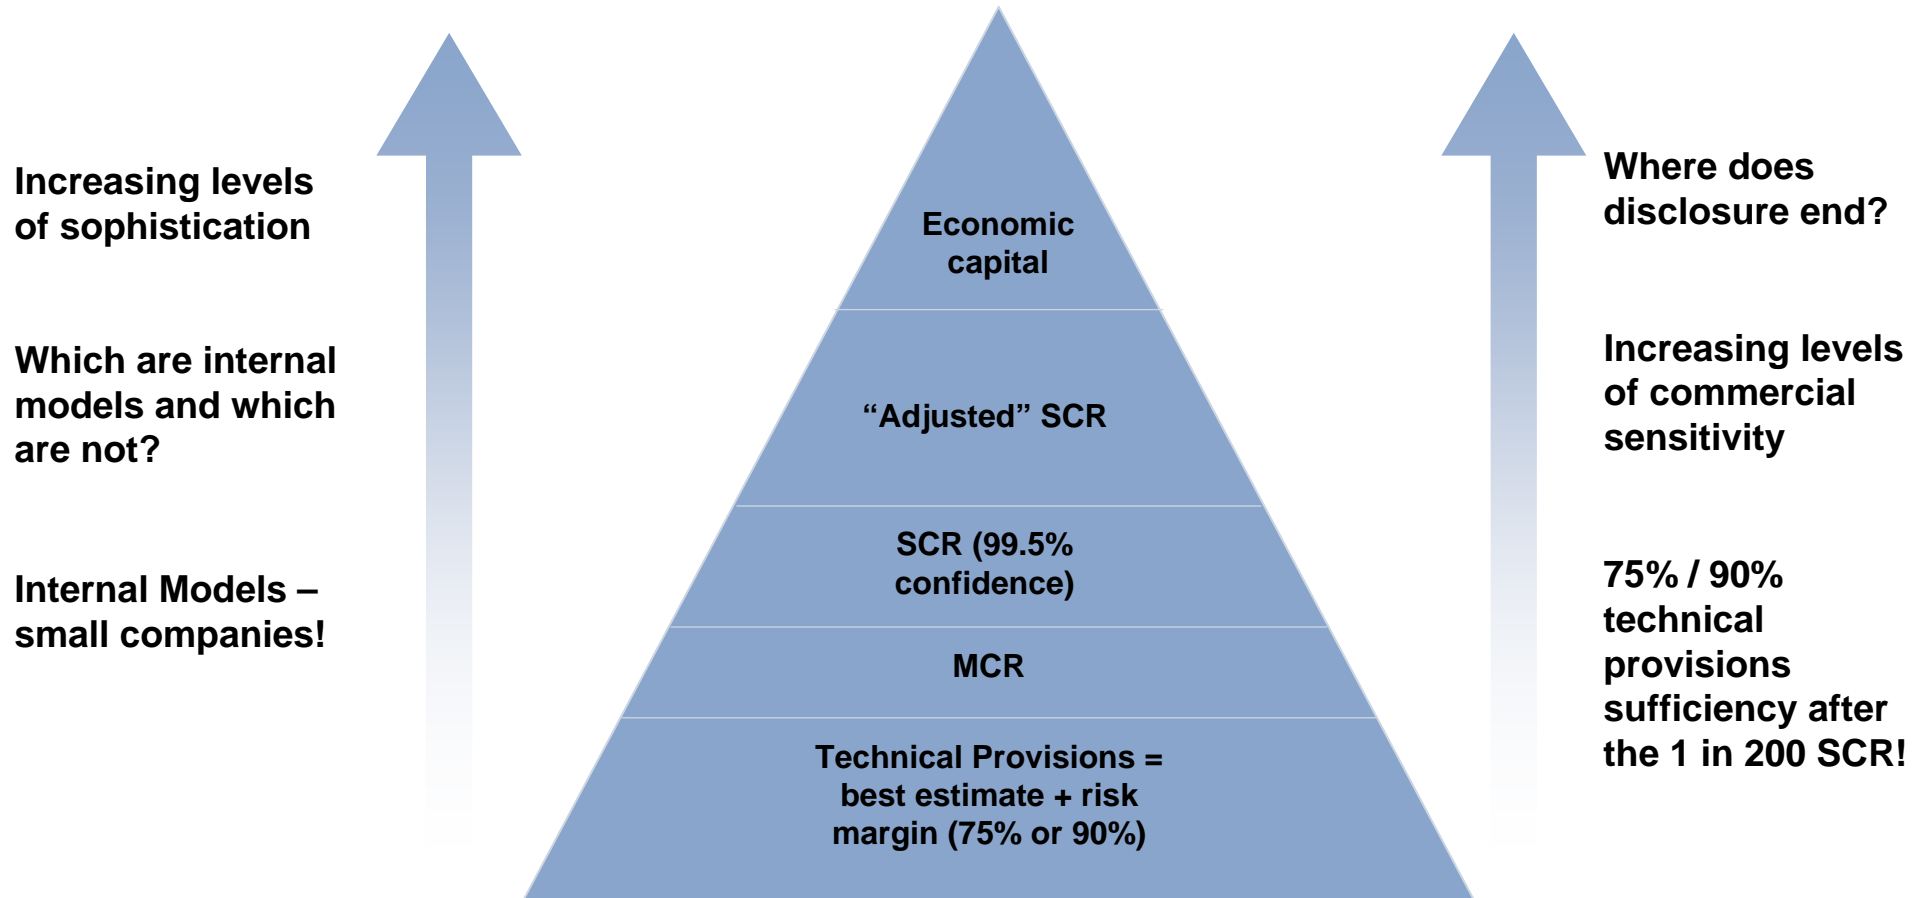 Increasing levels
of sophistication
Which are internal
models and which
are not?
Internal Models –
small companies!
Economic
capital
“Adjusted” SCR
SCR (99.5%
confidence)
MCR
Technical Provisions =
best estimate + risk
margin (75% or 90%)
Where does
disclosure end?
Increasing levels
of commercial
sensitivity
75% / 90%
technical
provisions
sufficiency after
the 1 in 200 SCR!